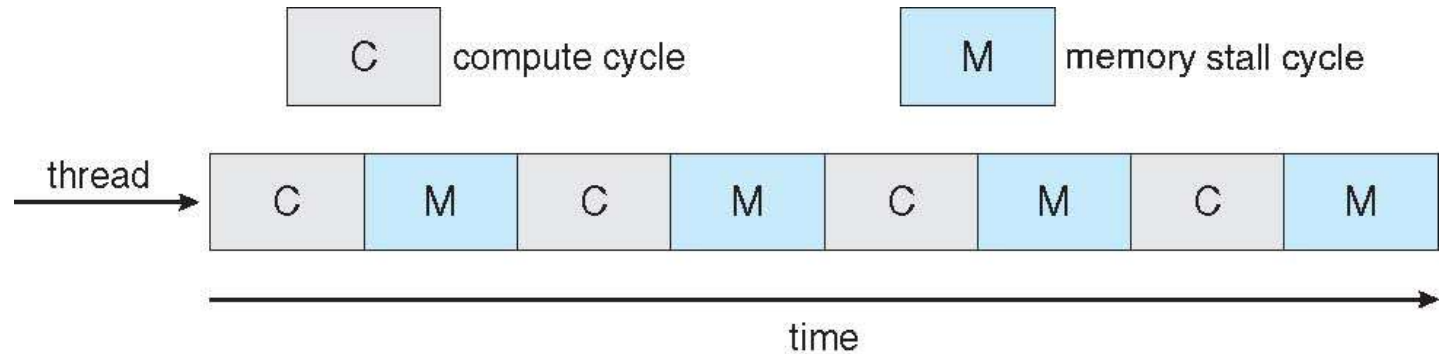 C compute cycle M memory stall cycle
thread
C M C M C M C M
time